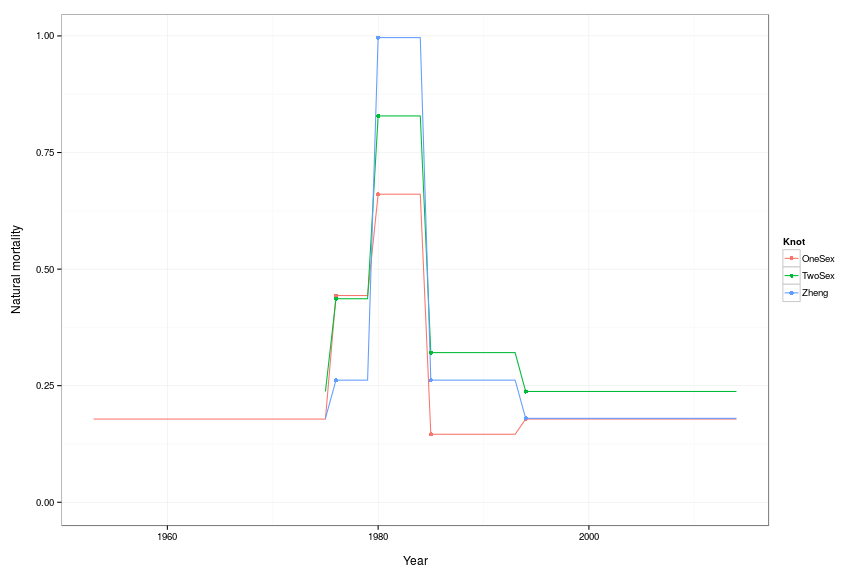 1.00
0.75
0.50
0.25
0.00
Natural mortality
1960
1980
2000
Year
Knot
OneSex
TwoSex
Zheng